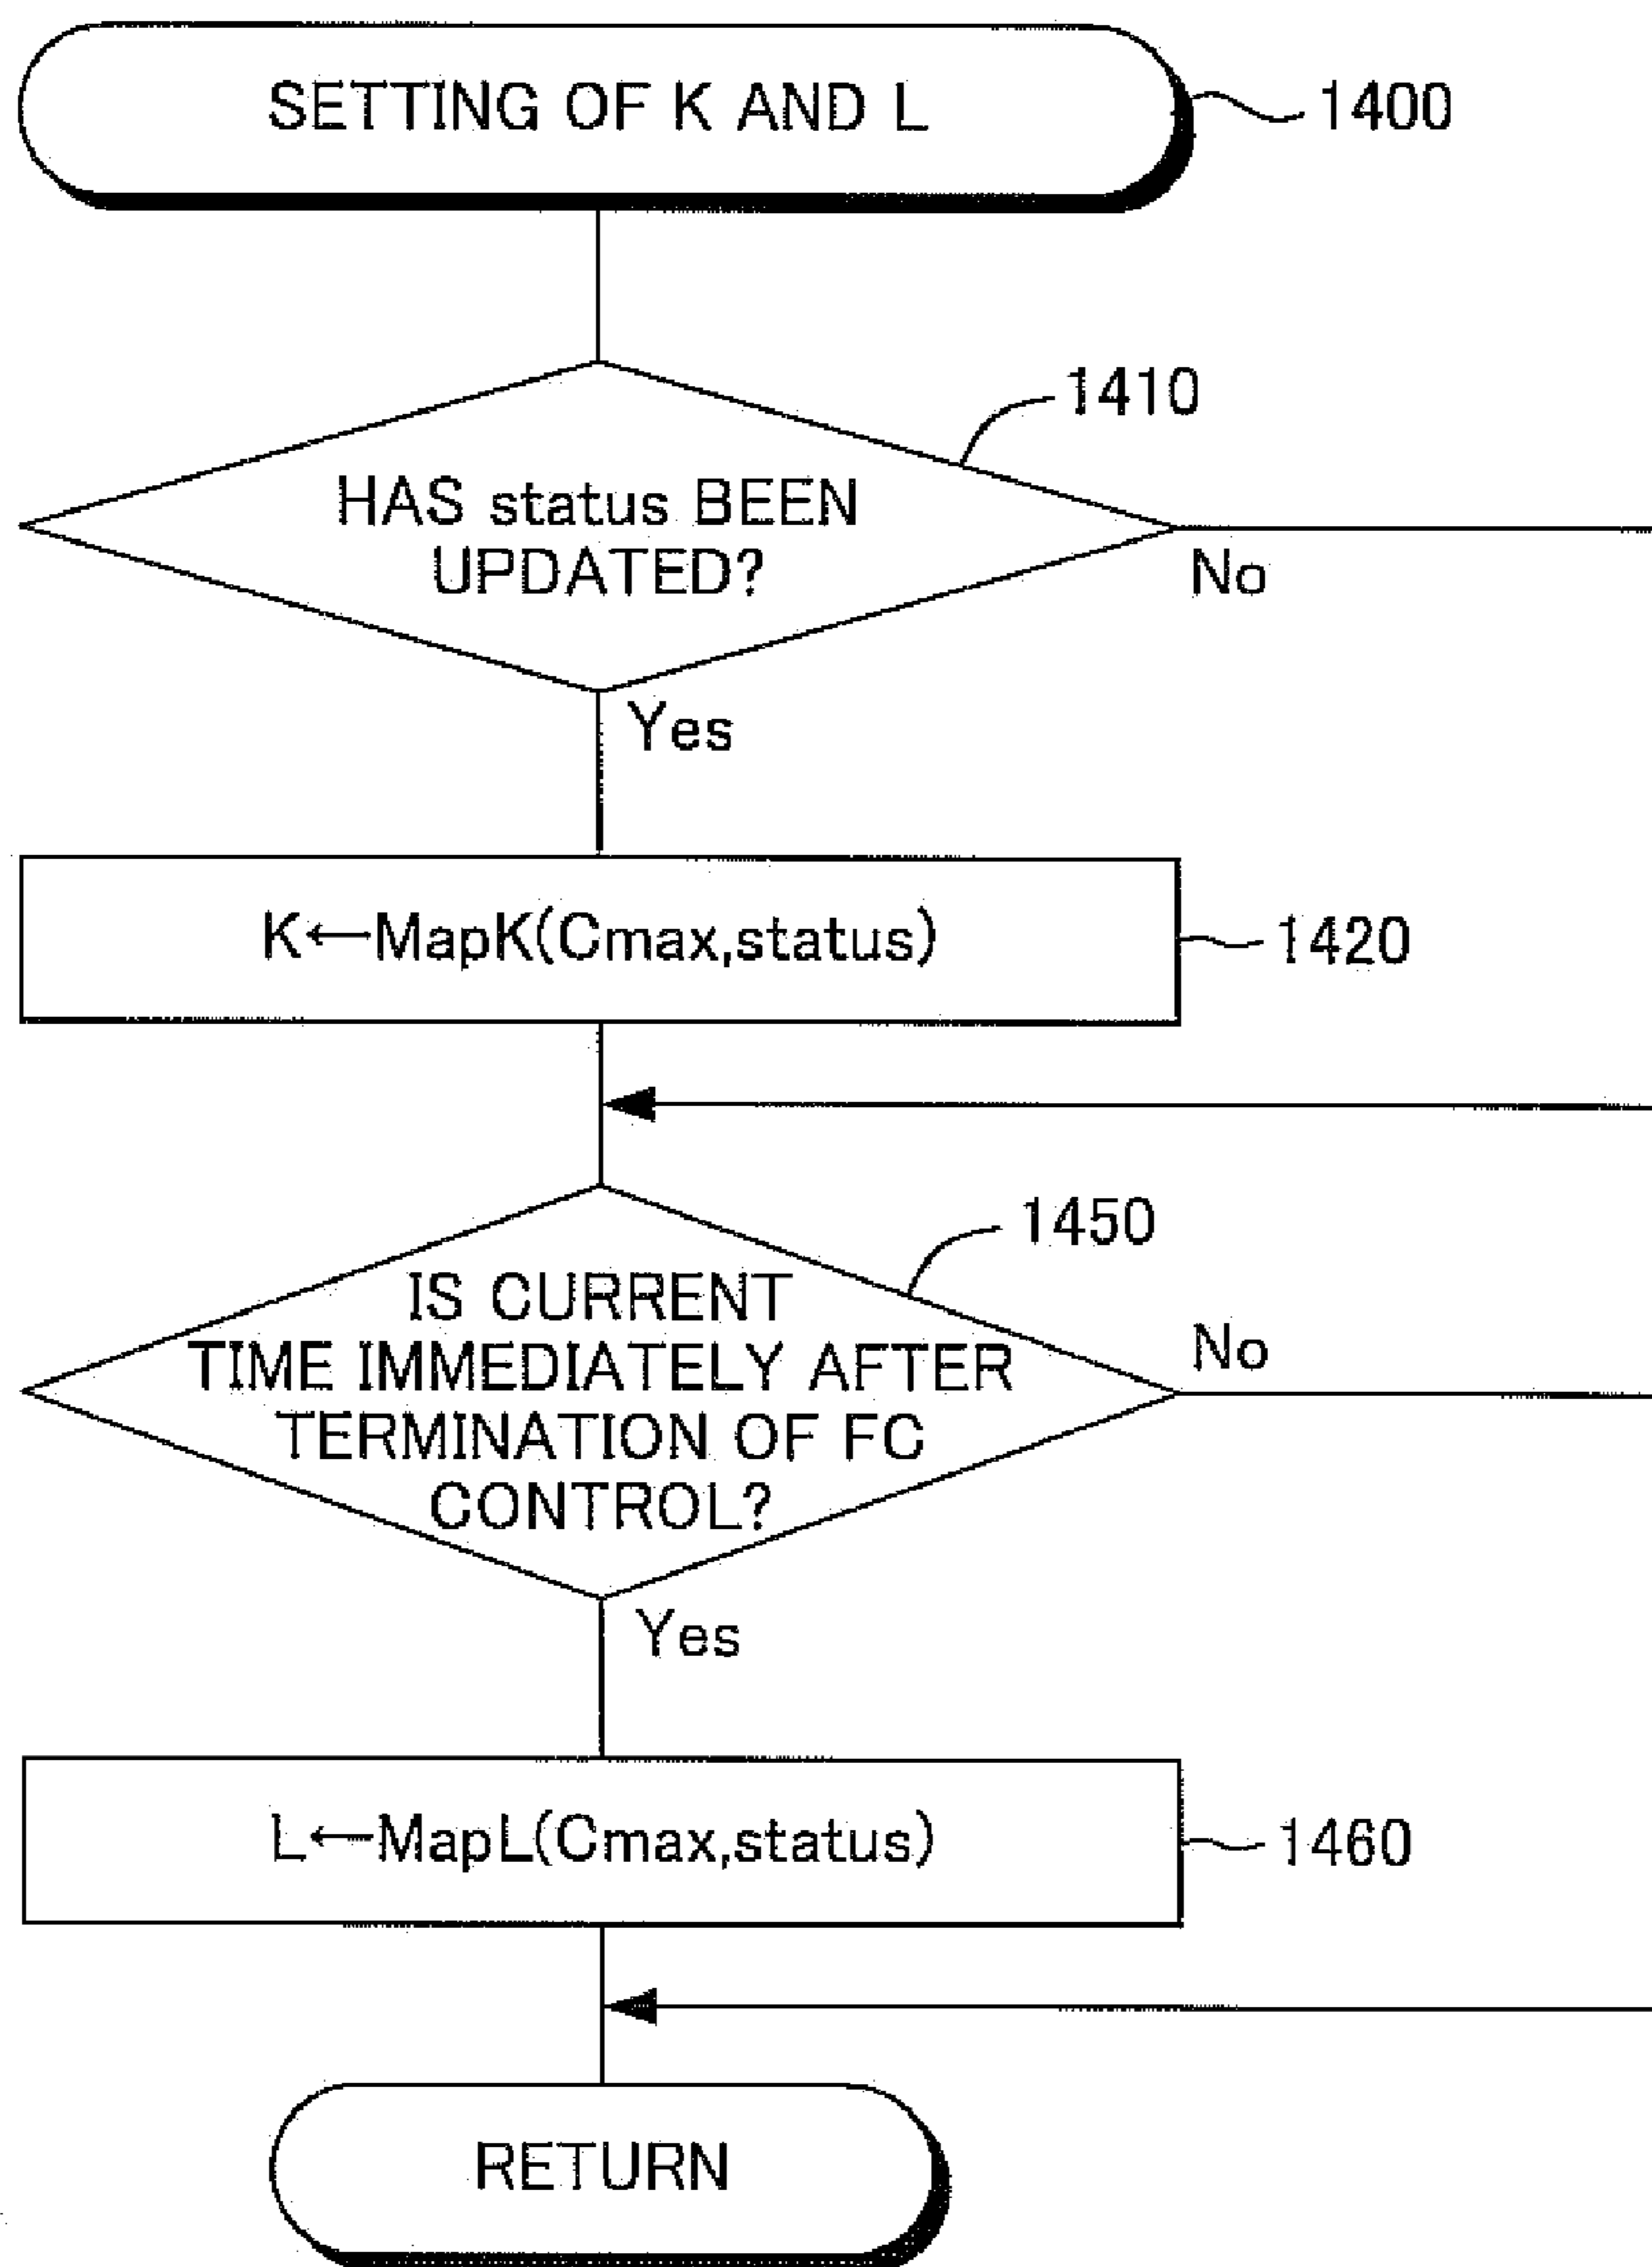 SETTING OF K AND L
1400
1410
HAS status BEEN
UPDATED?
No
Yes
K←MapK(Cmax,status)
1420
1450
IS CURRENT
TIME IMMEDIATELY AFTER
TERMINATION OF FC
CONTROL?
No
Yes
L←MapL(Cmax,status)
1460
RETURN